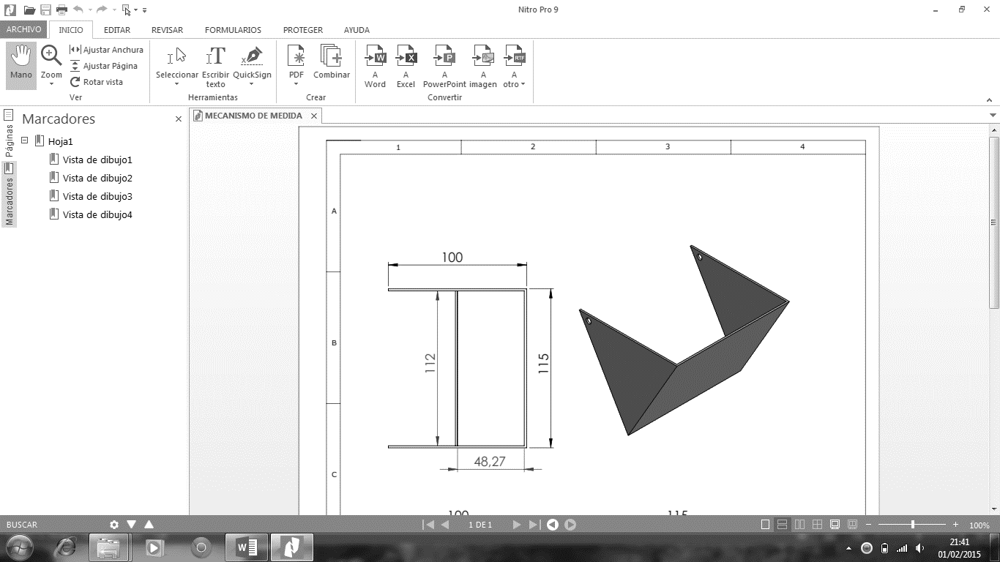 Nitro Pro 9
ARCHIVO INICIO EDITAR REVISAR FORMULARIOS PROTEGER AYUDA
Mano
Zoom
Ajustar Anchura
Ajustar Página
Rotar vista
Ver
Seleccionar
Escribir
texto
QuickSign
Herramientas
PDF
Combinar
Crear
W
A
Word
X
A
Excel
P
A
PowerPoint
A
imagen
RTF
A
otro
Convertir
Páginas
Marcadores
Marcadores
Hoja1
Vista de dibujo1
Vista de dibujo2
Vista de dibujo3
Vista de dibujo4
MECANISMO DE MEDIDA
1 2 3 4
A
B
C
100
112
115
48,27
100 115
BUSCAR
1 DE 1
100%
W
21:41
01/02/2015